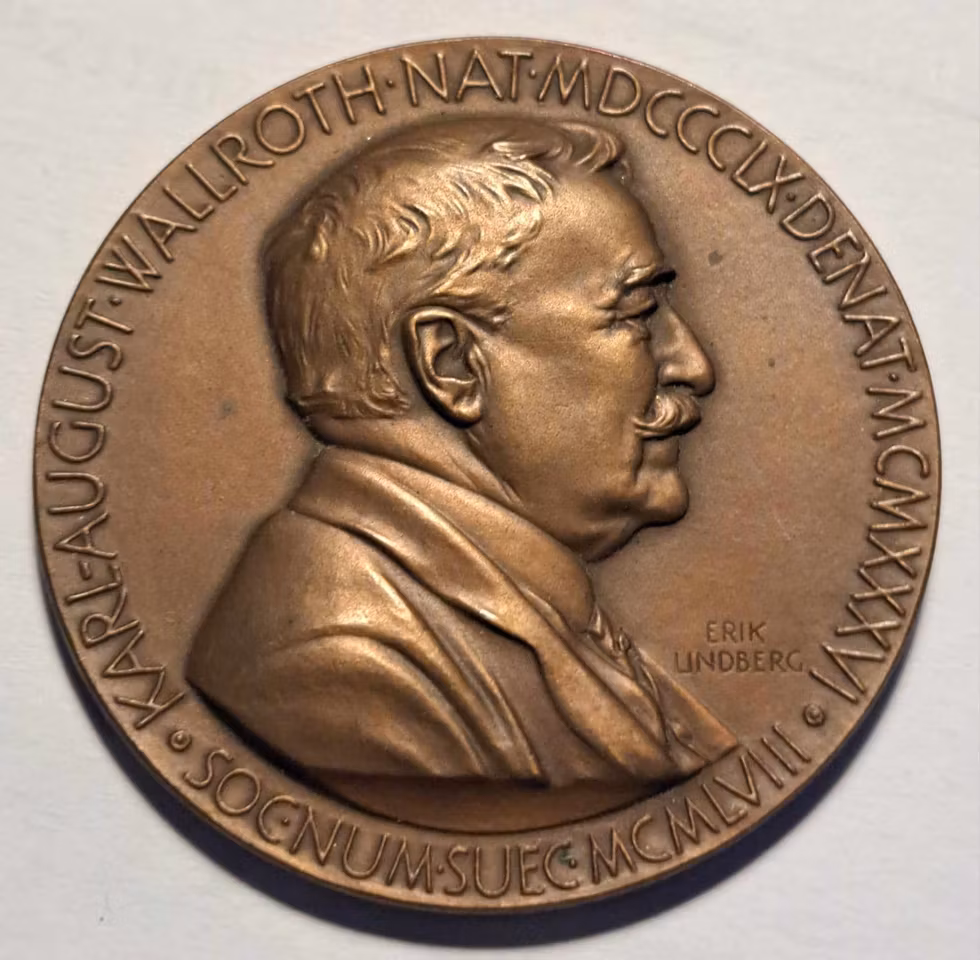 KARL-AUGUST·WALLROTH·NAT·MDCCCLX·DENAT·MCMXXXVI
ERIK
LINDBERG
SOC·NUM·SUEC·MCMLVIII